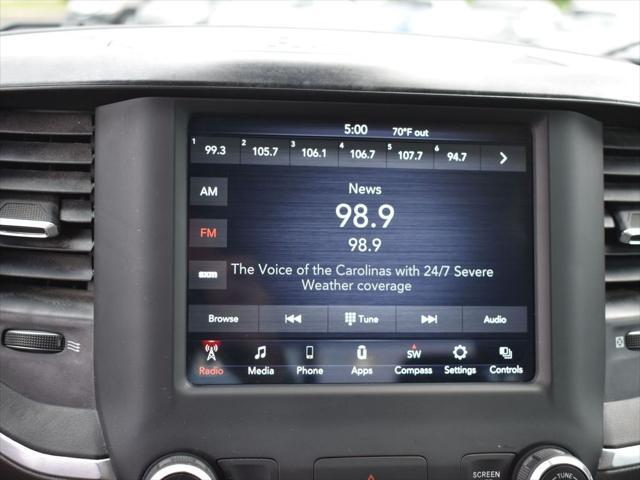 5:00 70°F out
1 99.3 2 105.7 3 106.1 4 106.7 5 107.7 6 94.7
AM
News
98.9
FM
98.9
sxm
The Voice of the Carolinas with 24/7 Severe
Weather coverage
Browse Tune Audio
SW
Radio Media Phone Apps Compass Settings Controls
SCREEN
TUNE